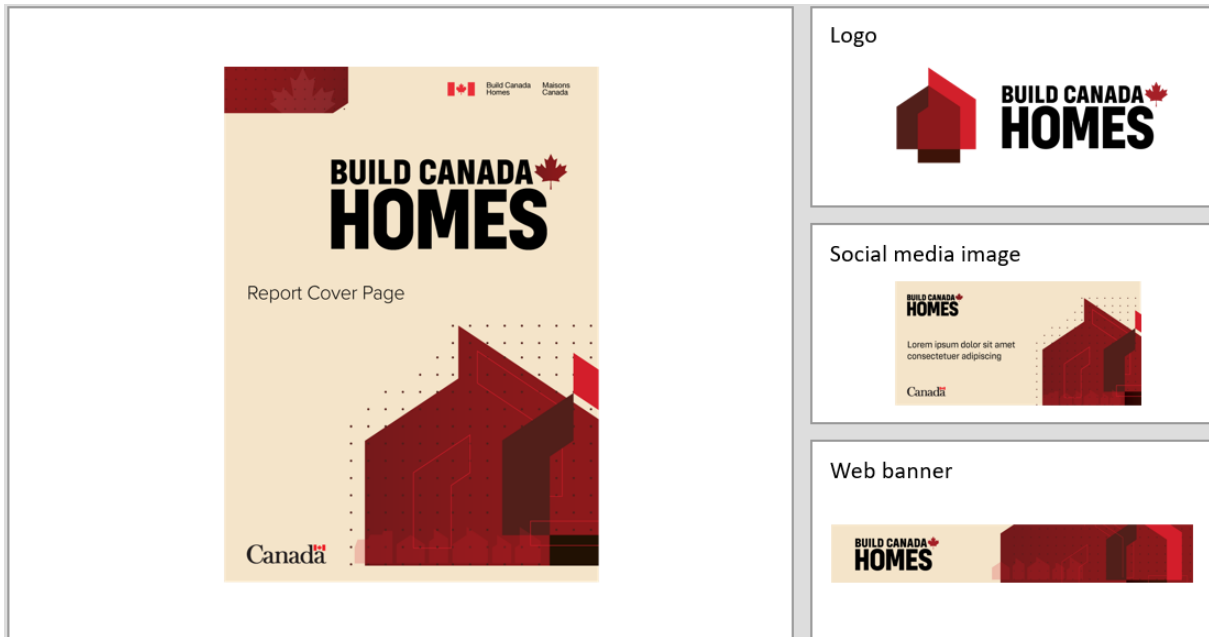 Build Canada Homes
Maisons Canada
BUILD CANADA
HOMES
Report Cover Page
Canada
Logo
BUILD CANADA
HOMES
Social media image
BUILD CANADA
HOMES
Lorem ipsum dolor sit amet
consectetuer adipiscing
Canada
Web banner
BUILD CANADA
HOMES